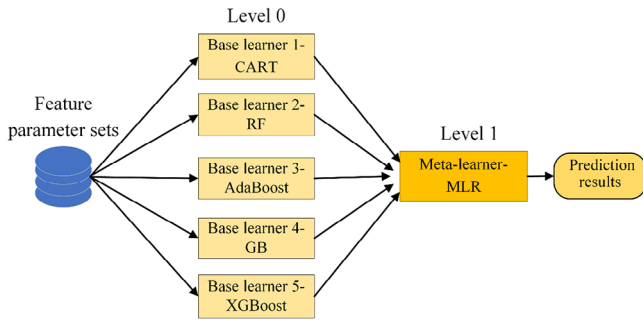 Level 0
Base learner 1-
CART
Feature
parameter sets
Base learner 2-
RF
Level 1
Base learner 3-
AdaBoost
Meta-learner-
MLR
Prediction
results
Base learner 4-
GB
Base learner 5-
XGBoost